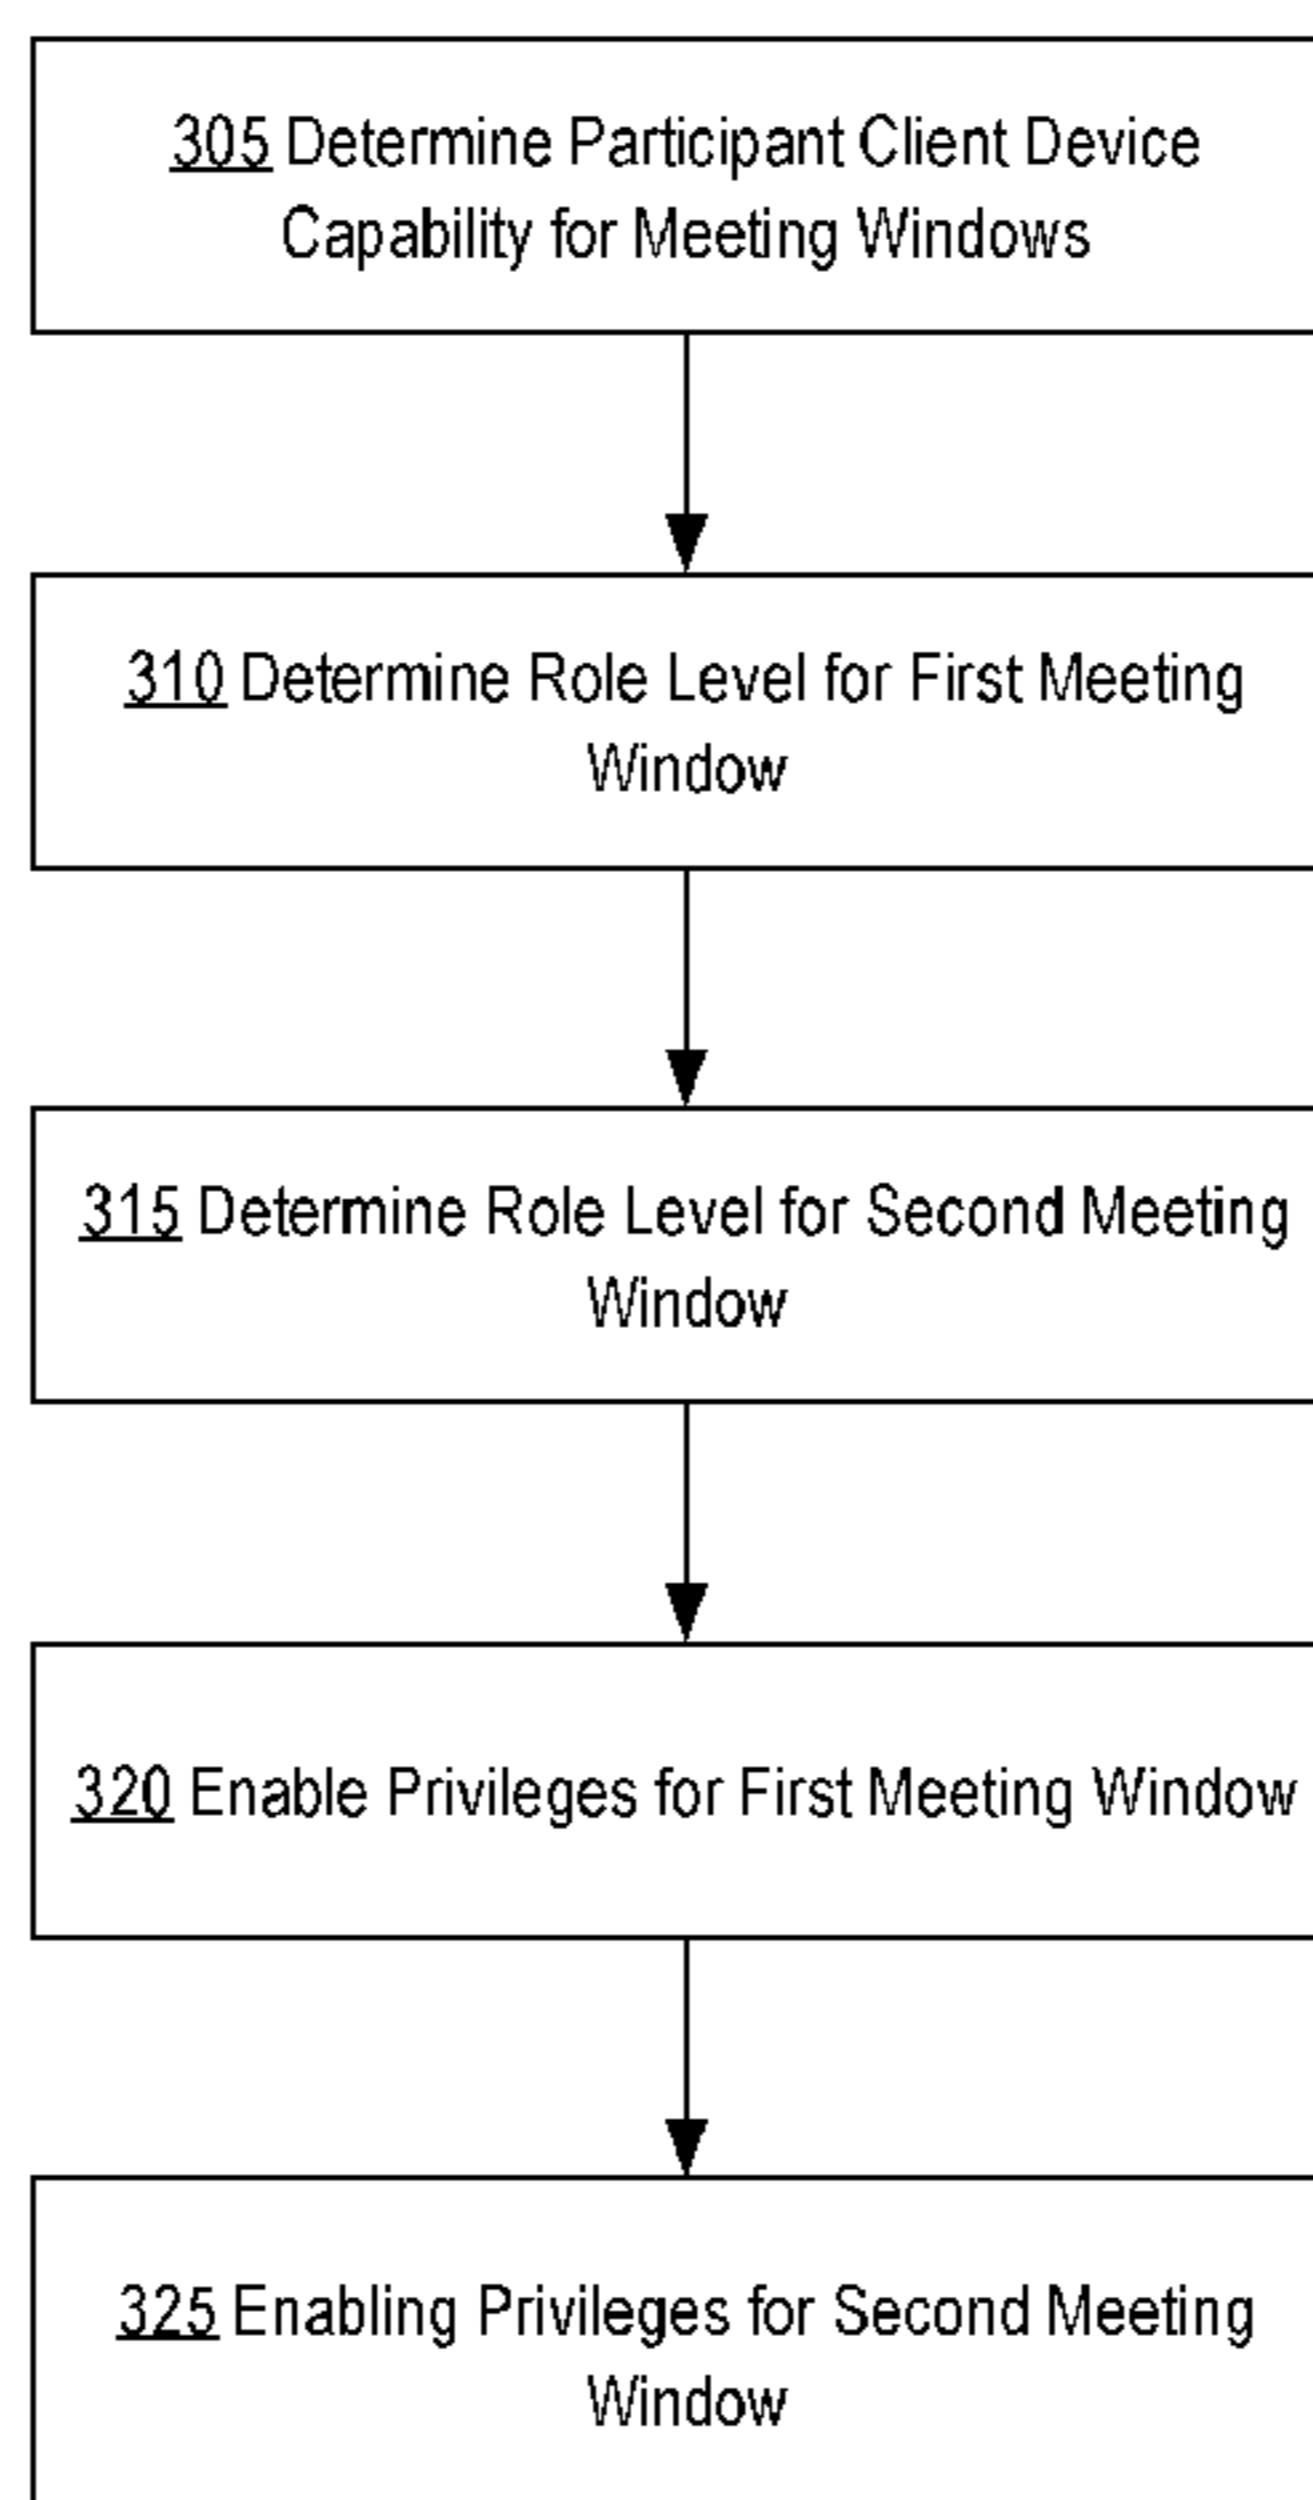 305 Determine Participant Client Device
Capability for Meeting Windows
310 Determine Role Level for First Meeting
Window
315 Determine Role Level for Second Meeting
Window
320 Enable Privileges for First Meeting Window
325 Enabling Privileges for Second Meeting
Window